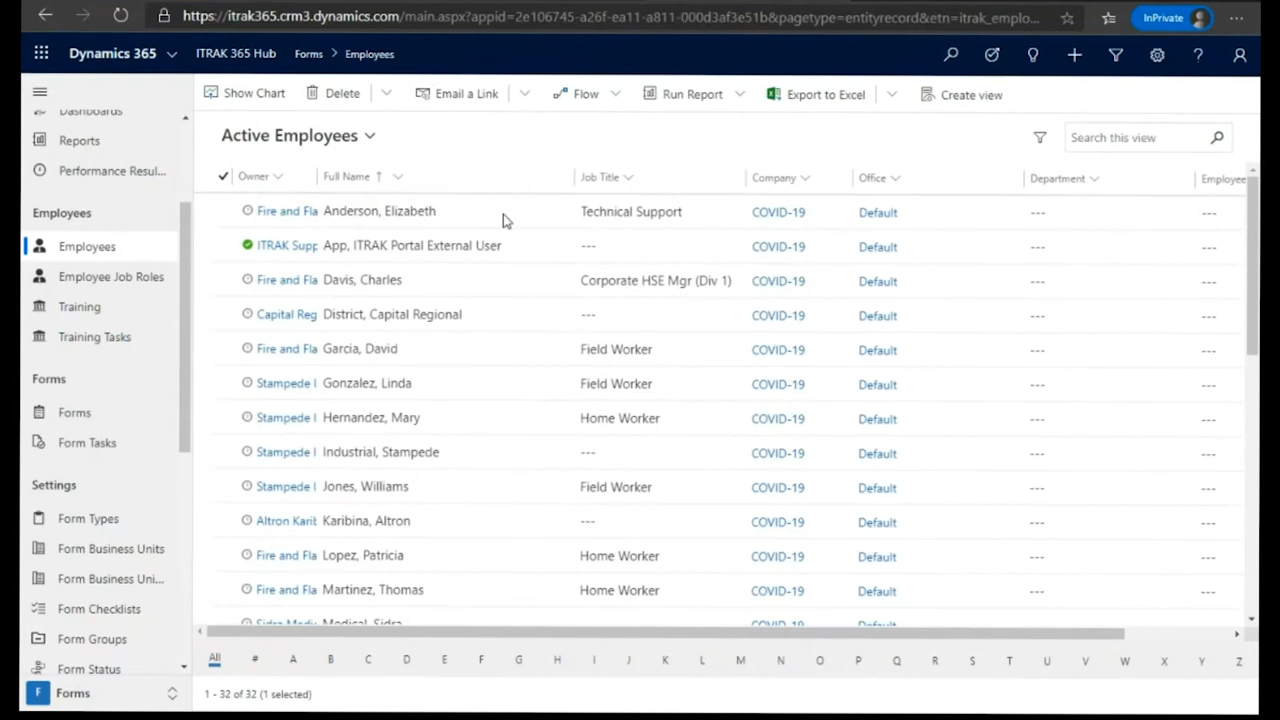 https://itrak365.crm3.dynamics.com/main.aspx?appid=2e106745-a26f-ea11-a811-000d3af3e51b&pagetype=entityrecord&etn=itrak_emplo...
InPrivate
Dynamics 365
ITRAK 365 Hub
Forms > Employees
Show Chart
Delete
Email a Link
Flow
Run Report
Export to Excel
Create view
Dashboards
Reports
Performance Resul...
Employees
Employees
Employee Job Roles
Training
Training Tasks
Forms
Forms
Form Tasks
Settings
Form Types
Form Business Units
Form Business Uni...
Form Checklists
Form Groups
Form Status
F Forms
Active Employees
Search this view
Owner Full Name Job Title Company Office Department Employee
Fire and Fla Anderson, Elizabeth Technical Support COVID-19 Default --- ---
ITRAK Supp App, ITRAK Portal External User --- COVID-19 Default --- ---
Fire and Fla Davis, Charles Corporate HSE Mgr (Div 1) COVID-19 Default --- ---
Capital Reg District, Capital Regional --- COVID-19 Default --- ---
Fire and Fla Garcia, David Field Worker COVID-19 Default --- ---
Stampede I Gonzalez, Linda Field Worker COVID-19 Default --- ---
Stampede I Hernandez, Mary Home Worker COVID-19 Default --- ---
Stampede I Industrial, Stampede --- COVID-19 Default --- ---
Stampede I Jones, Williams Field Worker COVID-19 Default --- ---
Altron Karib Karibina, Altron --- COVID-19 Default --- ---
Fire and Fla Lopez, Patricia Home Worker COVID-19 Default --- ---
Fire and Fla Martinez, Thomas Home Worker COVID-19 Default --- ---
Sidra Medi Medical, Sidra COVID-19 Default
All # A B C D E F G H I J K L M N O P Q R S T U V W X Y Z
1 - 32 of 32 (1 selected)